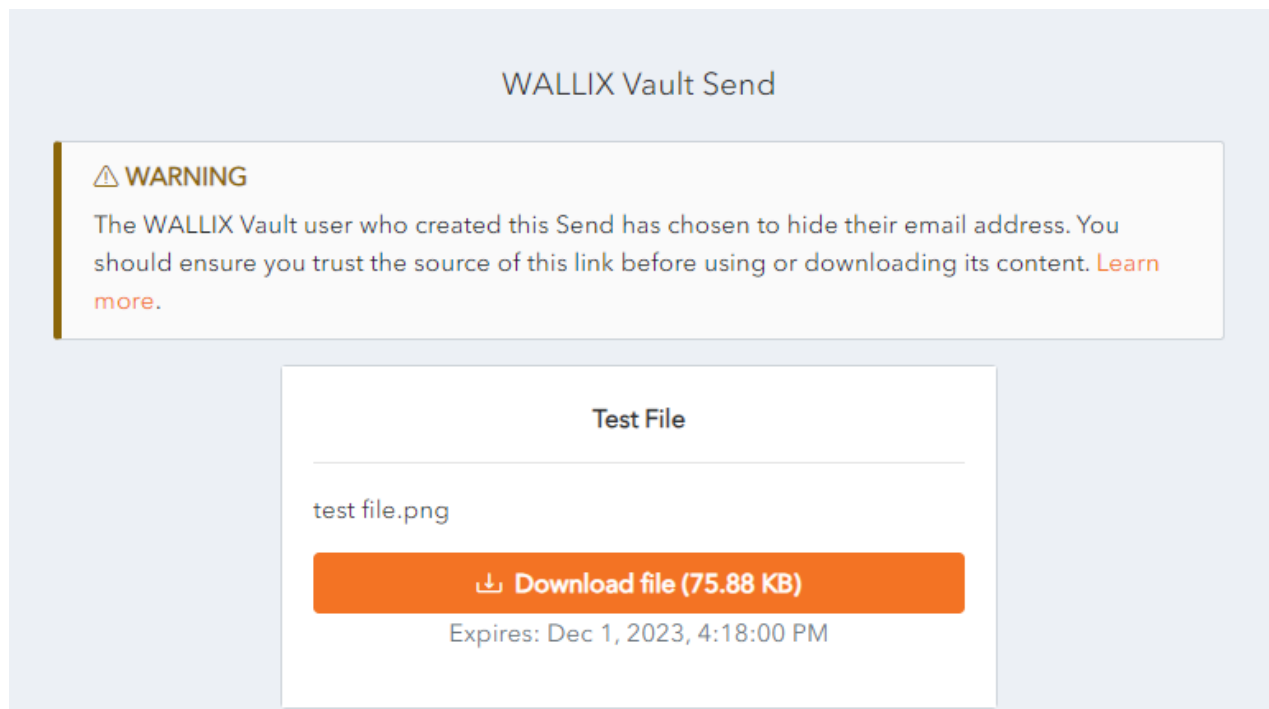 WALLIX Vault Send
WARNING
The WALLIX Vault user who created this Send has chosen to hide their email address. You
should ensure you trust the source of this link before using or downloading its content. Learn
more.
Test File
test file.png
Download file (75.88 KB)
Expires: Dec 1, 2023, 4:18:00 PM